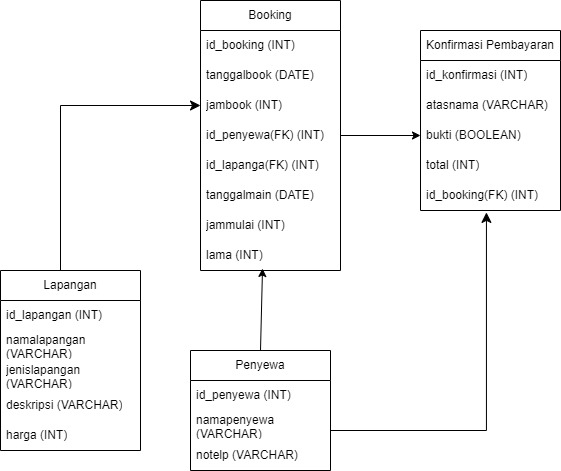 Booking
id_booking (INT)
tanggalbook (DATE)
jambook (INT)
id_penyewa(FK) (INT)
id_lapanga(FK) (INT)
tanggalmain (DATE)
jammulai (INT)
lama (INT)
Konfirmasi Pembayaran
id_konfirmasi (INT)
atasnama (VARCHAR)
bukti (BOOLEAN)
total (INT)
id_booking(FK) (INT)
Lapangan
id_lapangan (INT)
namalapangan
(VARCHAR)
jenislapangan
(VARCHAR)
deskripsi (VARCHAR)
harga (INT)
Penyewa
id_penyewa (INT)
namapenyewa
(VARCHAR)
notelp (VARCHAR)